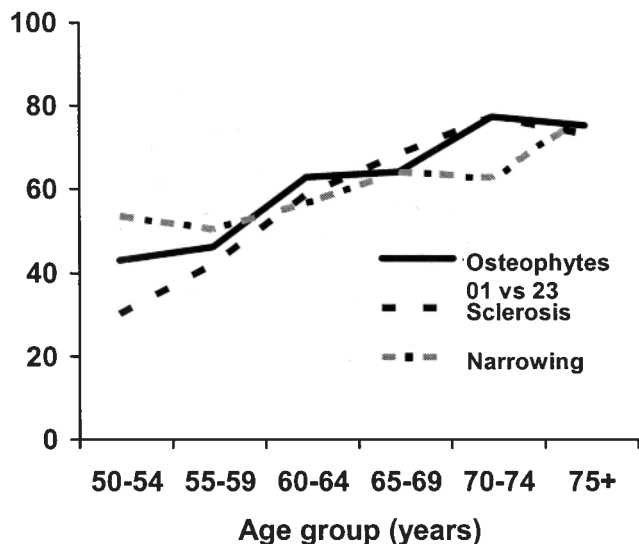 100
80
60
40
20
0
Osteophytes
01 vs 23
Sclerosis
Narrowing
50-54 55-59 60-64 65-69 70-74 75+
Age group (years)